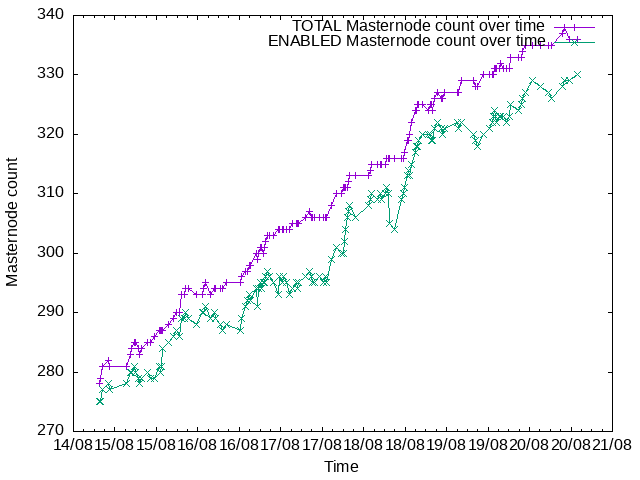 TOTAL Masternode count over time
ENABLED Masternode count over time
340
330
320
310
300
290
280
270
Masternode count
14/08 15/08 15/08 16/08 16/08 17/08 17/08 18/08 18/08 19/08 19/08 20/08 20/08 21/08
Time